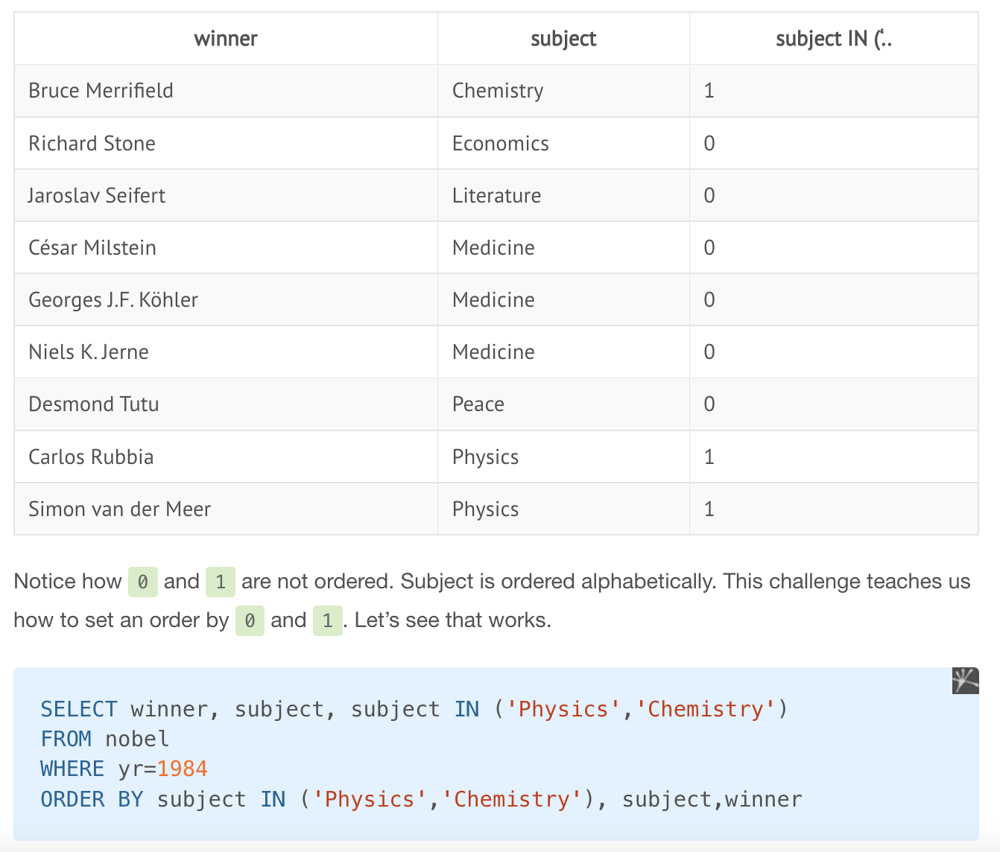 winner subject subject IN ('..
Bruce Merrifield Chemistry 1
Richard Stone Economics 0
Jaroslav Seifert Literature 0
César Milstein Medicine 0
Georges J.F. Köhler Medicine 0
Niels K. Jerne Medicine 0
Desmond Tutu Peace 0
Carlos Rubbia Physics 1
Simon van der Meer Physics 1
Notice how 0 and 1 are not ordered. Subject is ordered alphabetically. This challenge teaches us
how to set an order by 0 and 1. Let’s see that works.
SELECT winner, subject, subject IN ('Physics','Chemistry')
FROM nobel
WHERE yr=1984
ORDER BY subject IN ('Physics','Chemistry'), subject,winner